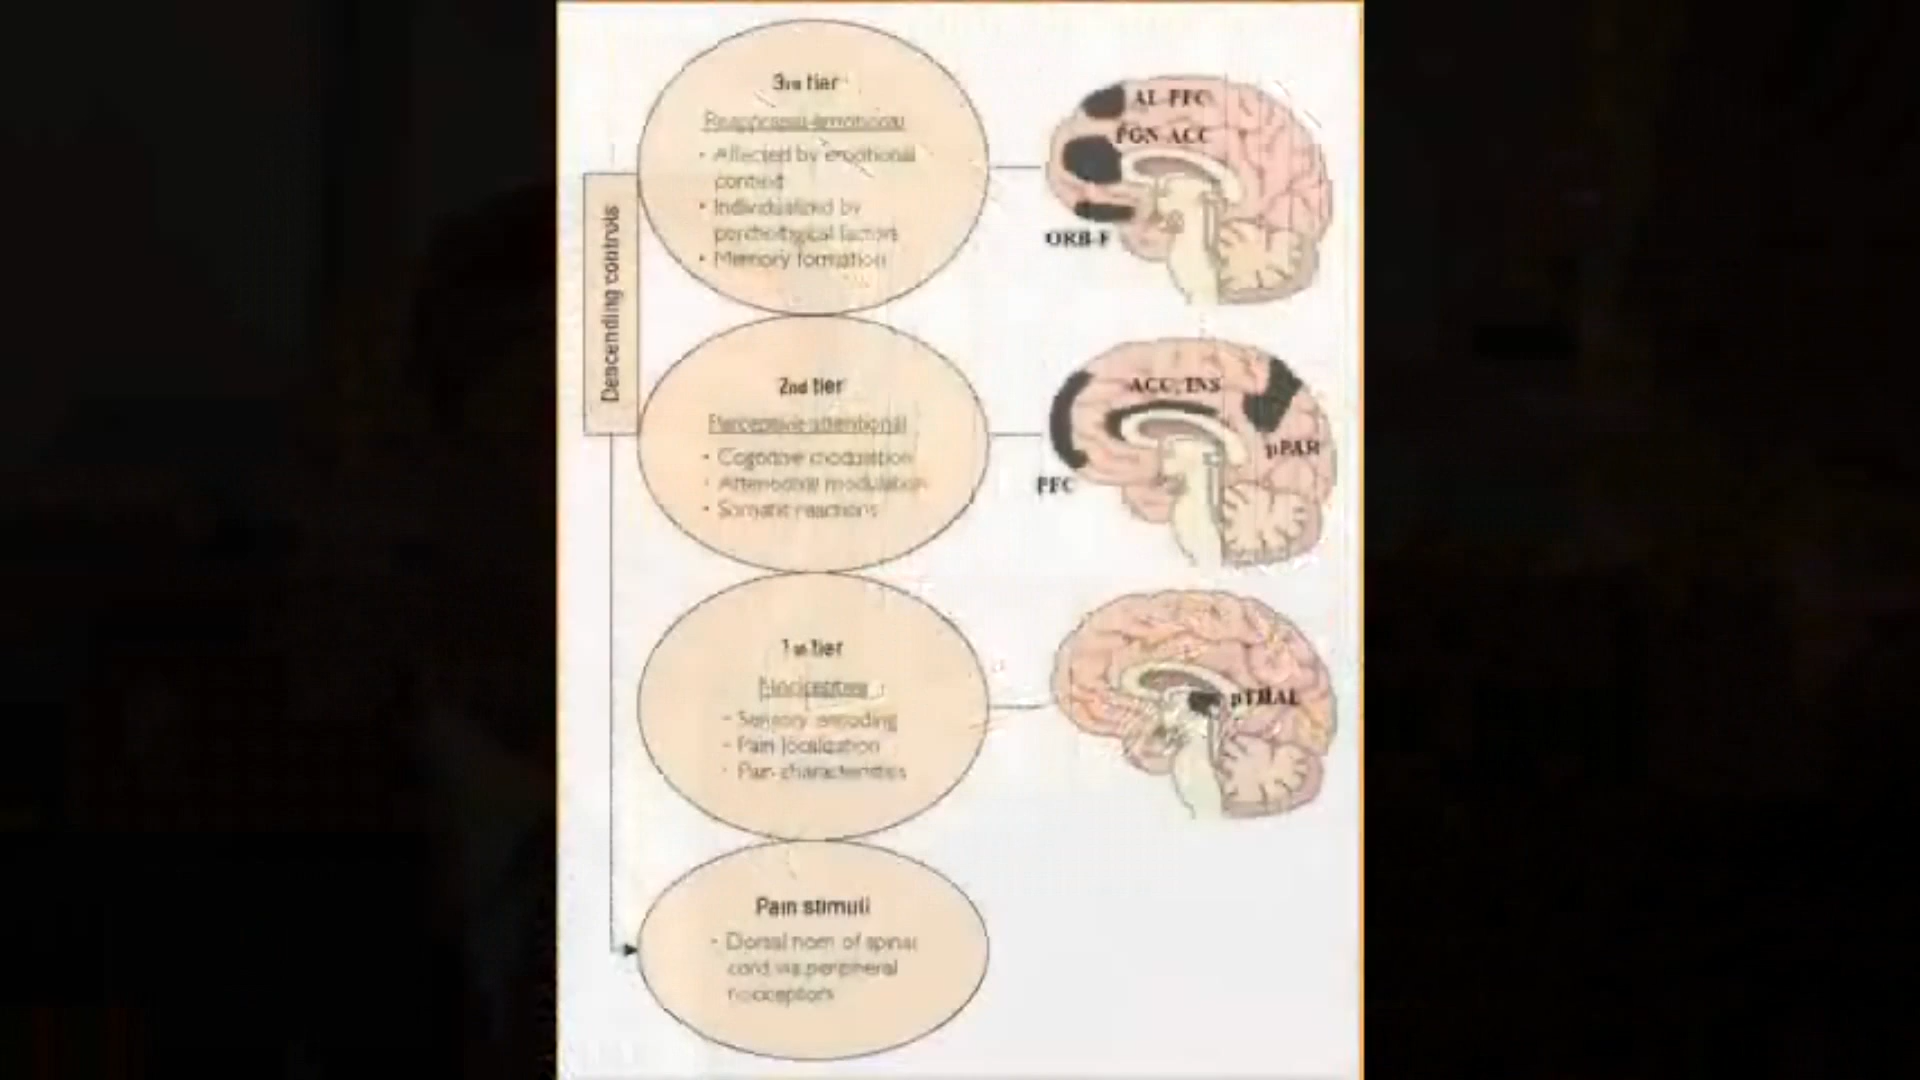 3rd tier
Reappraisal-emotional
• Affected by emotional
context
• Individualized by
psychological factors
• Memory formation
AL-PFC
PGN-ACC
ORB-F
Descending controls
2nd tier
Perceptive-attentional
• Cognitive modulation
• Attentional modulation
• Somatic reactions
ACC, INS
pPAR
PFC
1st tier
Nociceptive
- Sensory encoding
- Pain localization
- Pain characteristics
pTHAL
Pain stimuli
• Dorsal horn of spinal
cord via peripheral
nociceptors